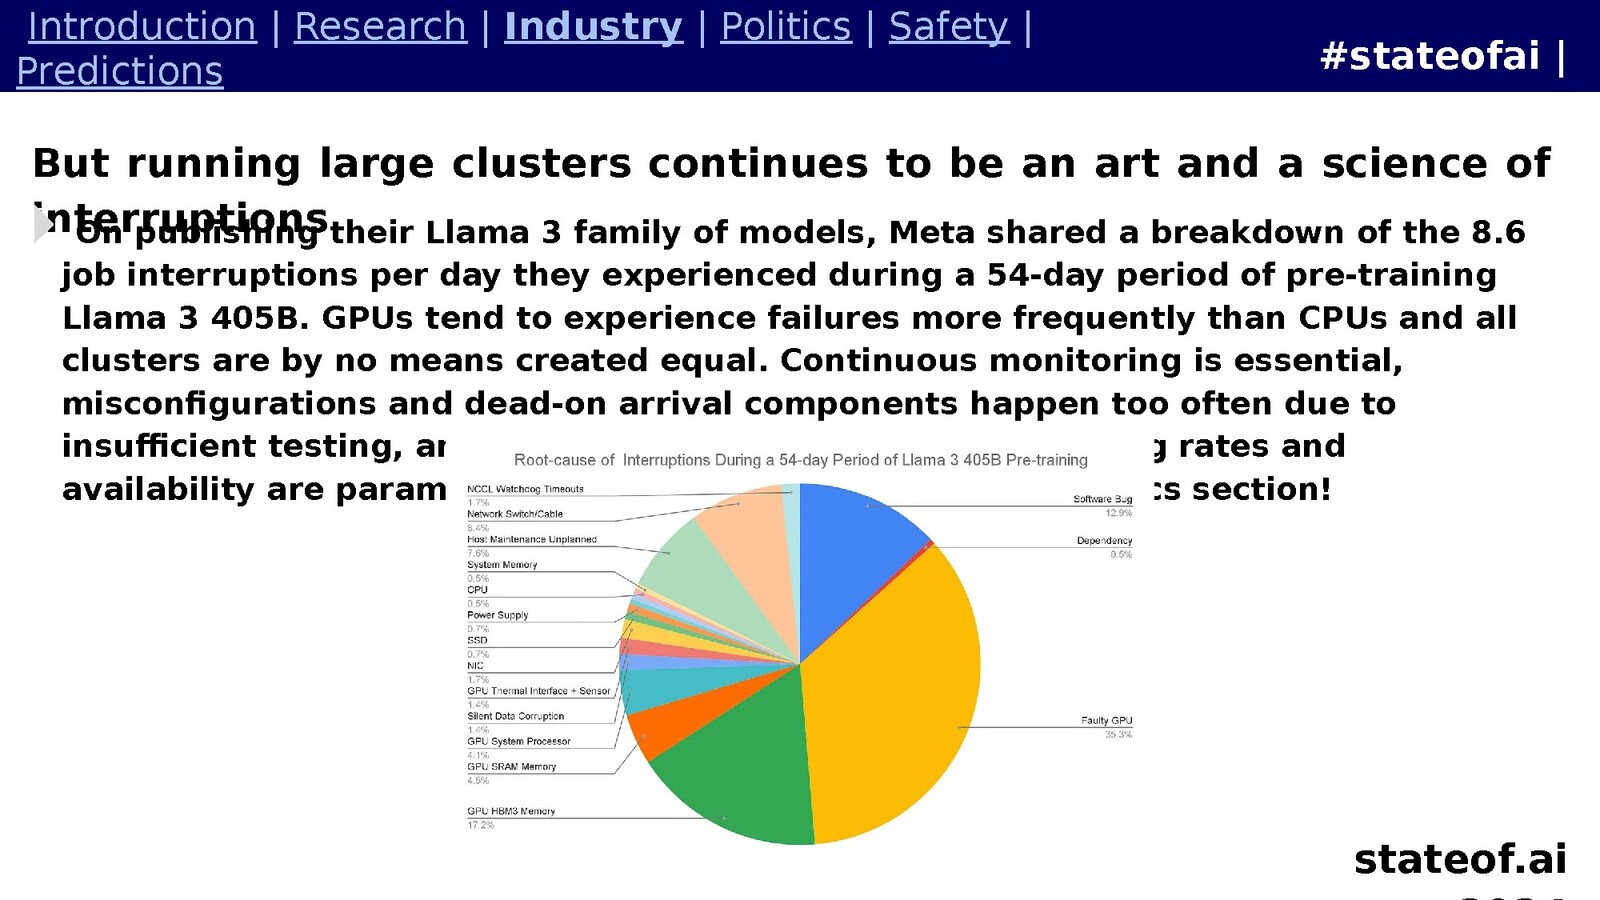 Introduction | Research | Industry | Politics | Safety |
Predictions
#stateofai |
But running large clusters continues to be an art and a science of
interruptions
On publishing their Llama 3 family of models, Meta shared a breakdown of the 8.6
job interruptions per day they experienced during a 54-day period of pre-training
Llama 3 405B. GPUs tend to experience failures more frequently than CPUs and all
clusters are by no means created equal. Continuous monitoring is essential,
misconfigurations and dead-on arrival components happen too often due to
insufficient testing, rates and
availability are section!
Root-cause of Interruptions During a 54-day Period of Llama 3 405B Pre-training
NCCL Watchdog Timeouts
1.7%
Network Switch/Cable
8.4%
Host Maintenance Unplanned
7.6%
System Memory
0.5%
CPU
0.5%
Power Supply
0.7%
SSD
0.7%
NIC
1.7%
GPU Thermal Interface + Sensor
1.4%
Silent Data Corruption
1.4%
GPU System Processor
4.1%
GPU SRAM Memory
4.5%
GPU HBM3 Memory
17.2%
Software Bug
12.9%
Dependency
0.5%
Faulty GPU
35.3%
stateof.ai